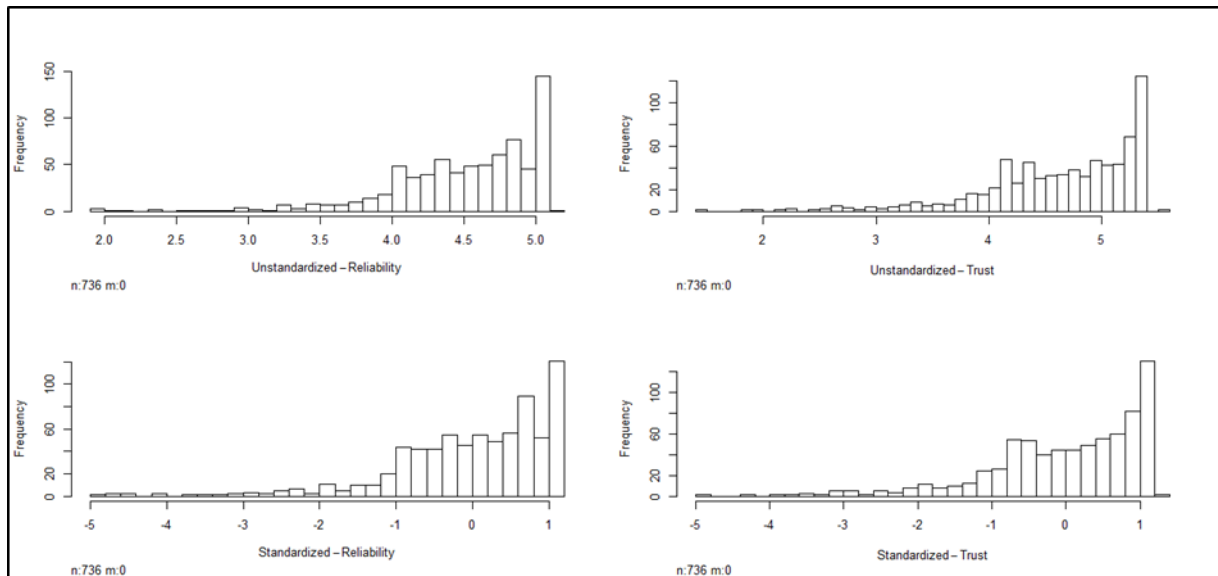 Frequency
0 50 100 150
2.0 2.5 3.0 3.5 4.0 4.5 5.0
Unstandardized – Reliability
n:736 m:0
Frequency
0 20 60 100
2 3 4 5
Unstandardized – Trust
n:736 m:0
Frequency
0 20 60 100
-5 -4 -3 -2 -1 0 1
Standardized – Reliability
n:736 m:0
Frequency
0 20 60 100
-5 -4 -3 -2 -1 0 1
Standardized – Trust
n:736 m:0